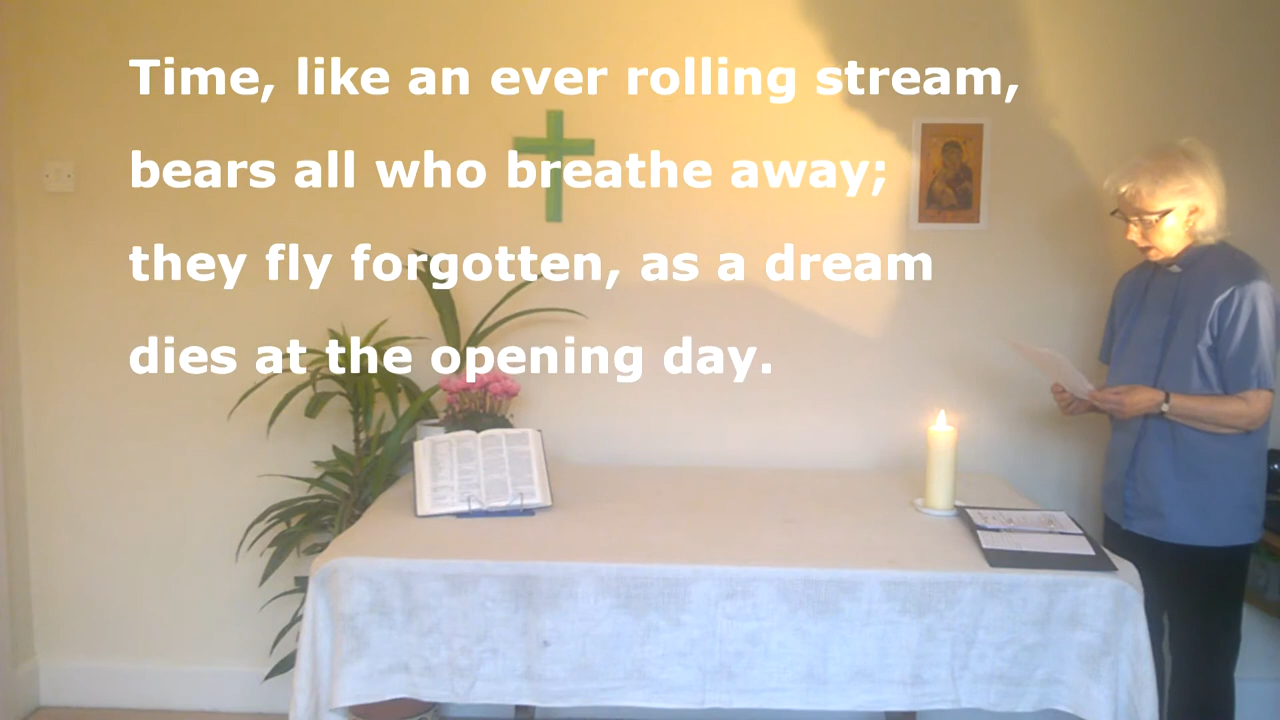 Time, like an ever rolling stream,
bears all who breathe away;
they fly forgotten, as a dream
dies at the opening day.